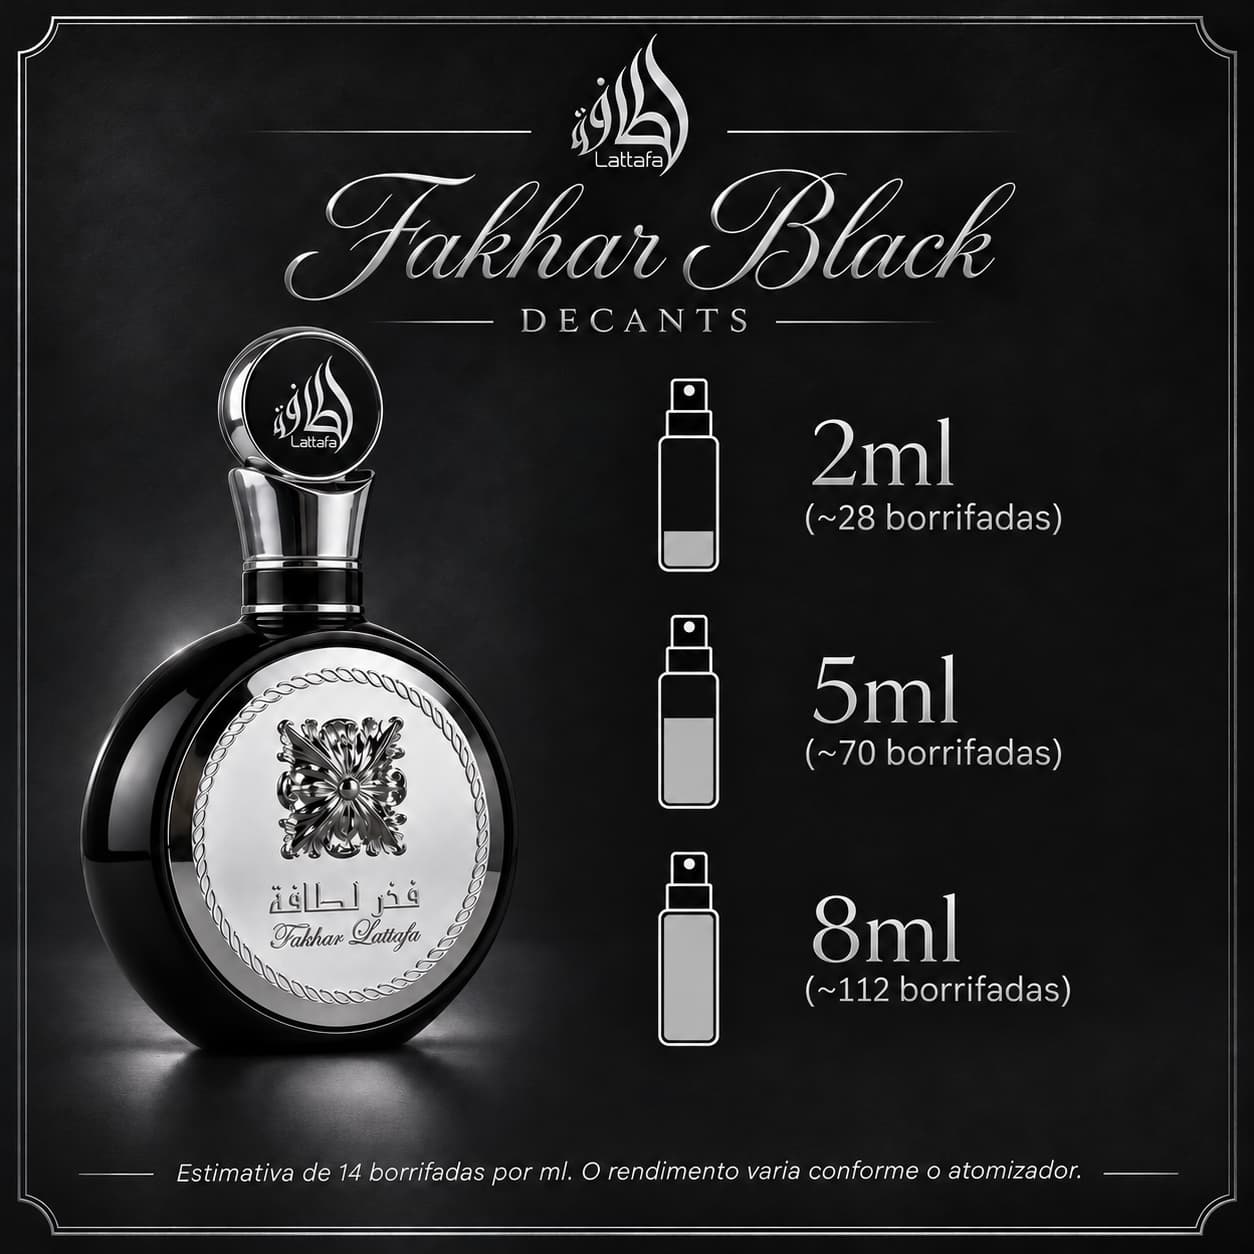 لطافة
Lattafa
Fakhar Black
DECANTS
لطافة
Lattafa
فخر لطافة
Fakhar Lattafa
2ml
(~28 borrifadas)
5ml
(~70 borrifadas)
8ml
(~112 borrifadas)
Estimativa de 14 borrifadas por ml. O rendimento varia conforme o atomizador.